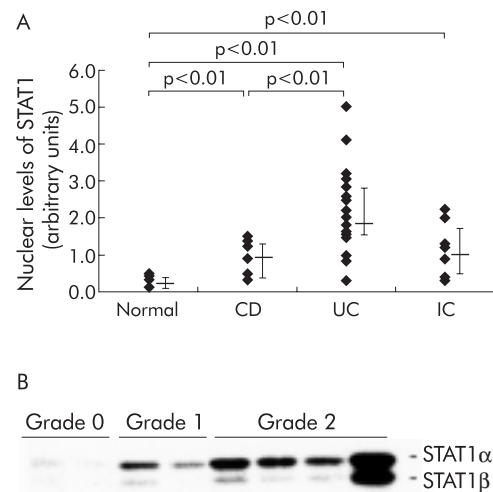 A
p<0.01
p<0.01
p<0.01 p<0.01
Nuclear levels of STAT1
(arbitrary units)
6.0
5.0
4.0
3.0
2.0
1.0
0.0
Normal CD UC IC
B
Grade 0 Grade 1 Grade 2
- STAT1α
- STAT1β